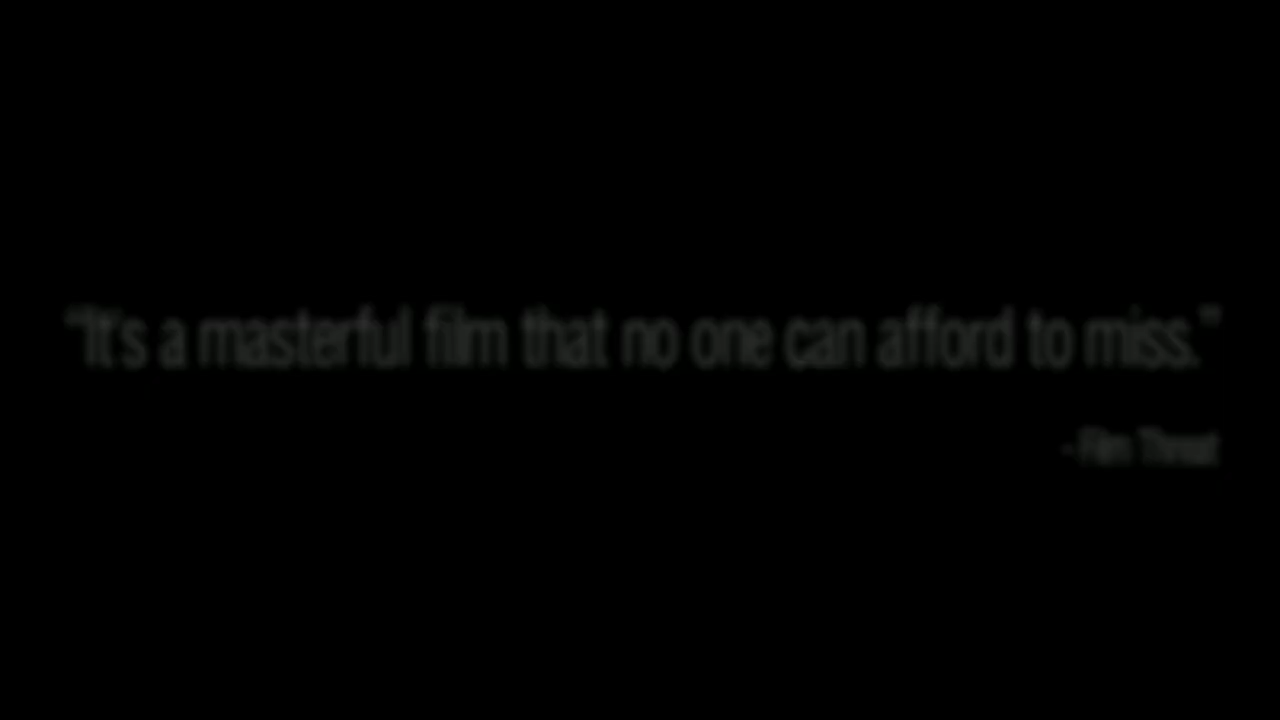 "It's a masterful film that no one can afford to miss."
- Film Threat